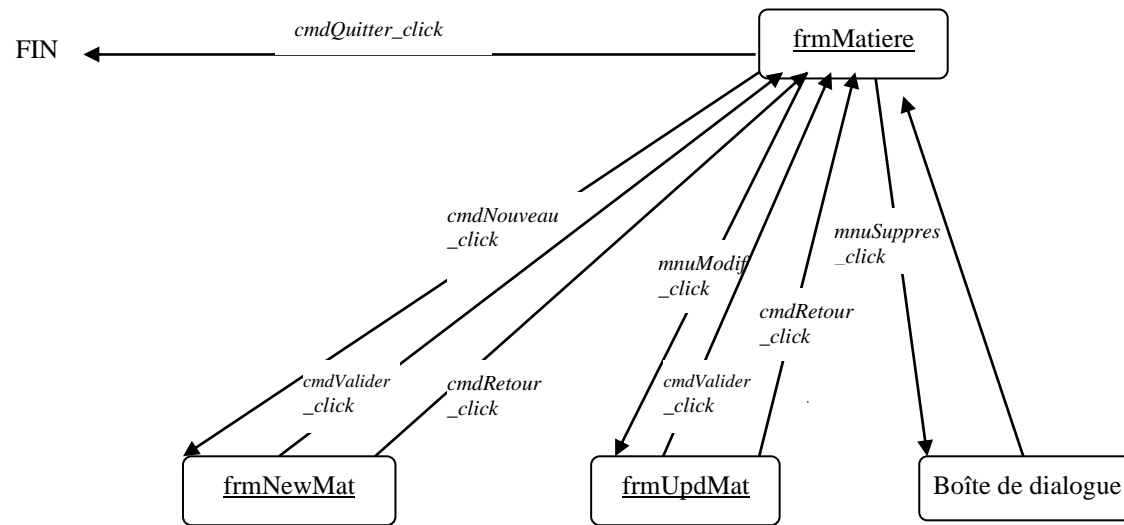 cmdQuitter_click
FIN
frmMatiere
cmdNouveau
_click
mnuSuppres
_click
mnuModif
_click
cmdRetour
_click
cmdValider
_click
cmdRetour
_click
cmdValider
_click
frmNewMat
frmUpdMat
Boîte de dialogue